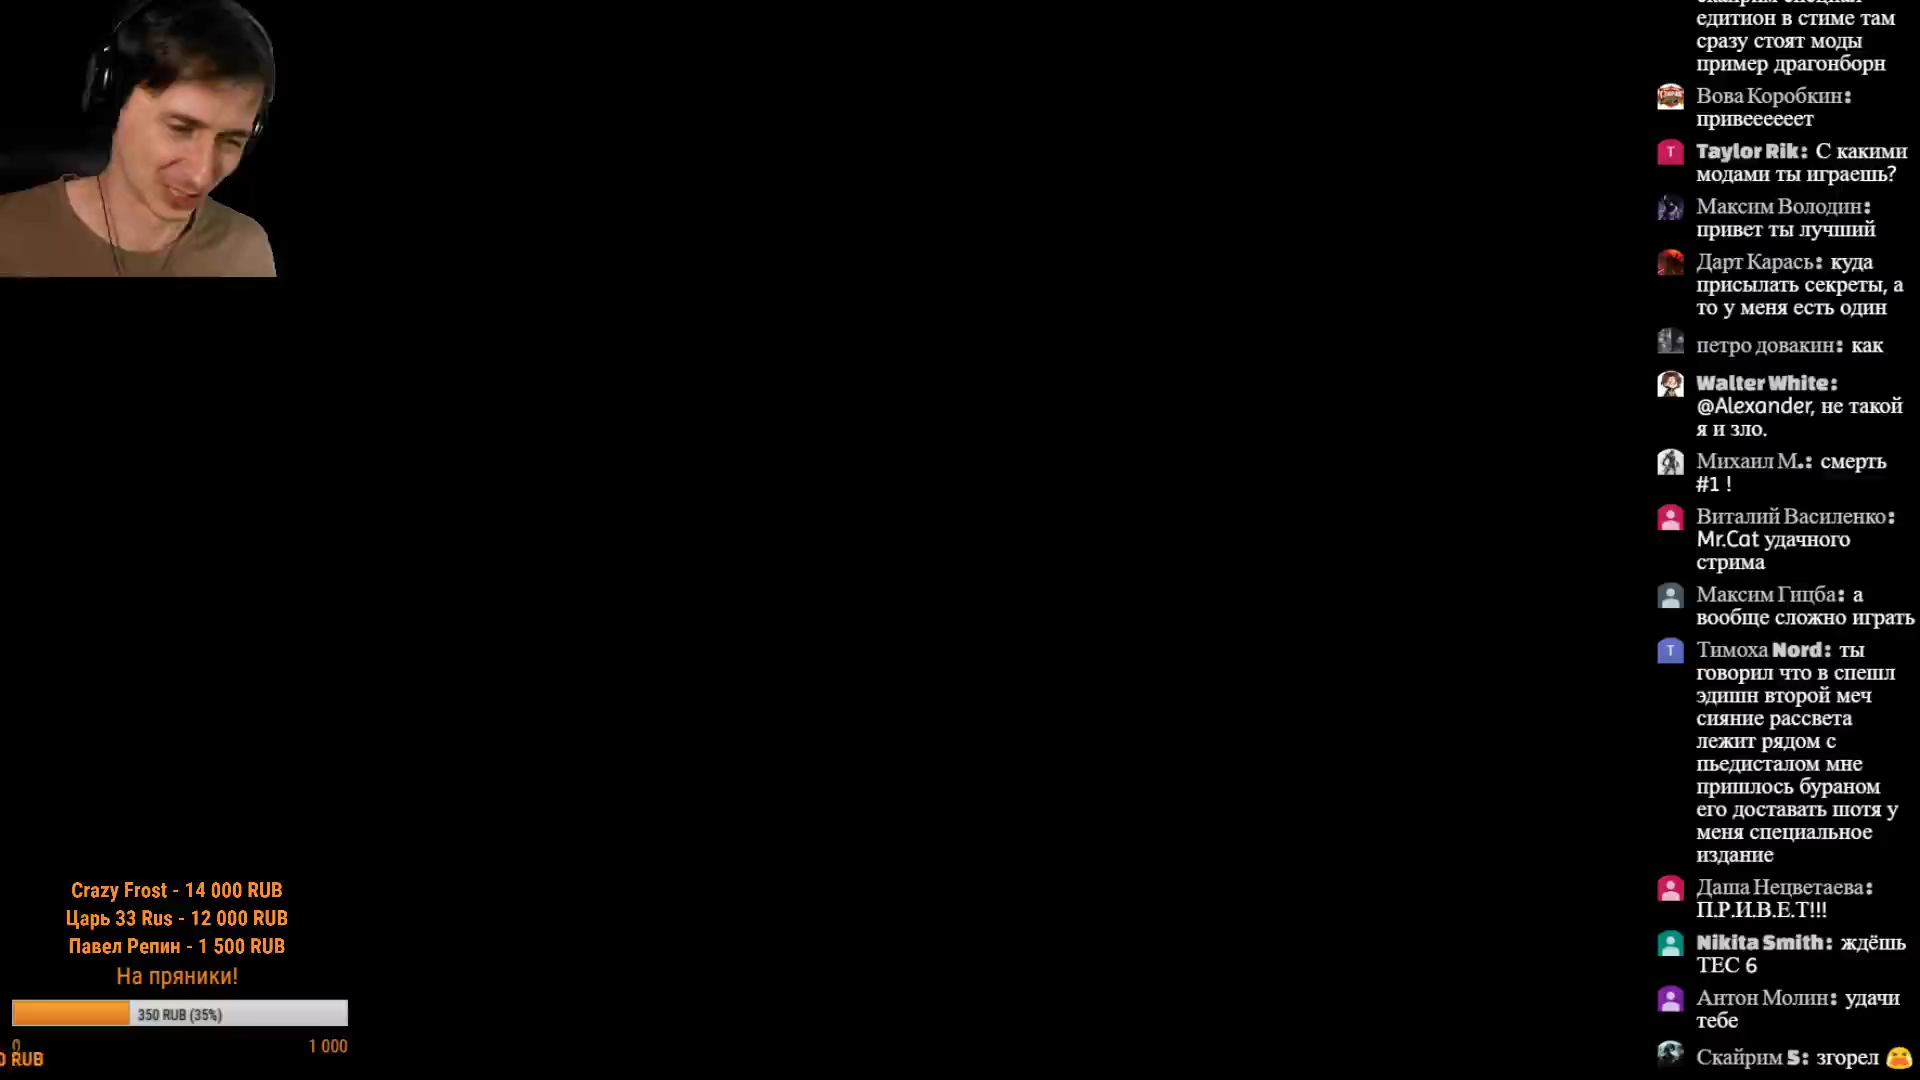 едитион в стиме там
сразу стоят моды
пример драгонборн
Вова Коробкин:
привеееееет
Taylor Rik: С какими
модами ты играешь?
Максим Володин:
привет ты лучший
Дарт Карась: куда
присылать секреты, а
то у меня есть один
петро довакин: как
Walter White:
@Alexander, не такой
я и зло.
Михаил М.: смерть
#1 !
Виталий Василенко:
Mr.Cat удачного
стрима
Максим Гицба: а
вообще сложно играть
Тимоха Nord: ты
говорил что в спешл
эдишн второй меч
сияние рассвета
лежит рядом с
пьедисталом мне
пришлось бураном
его доставать шотя у
меня специальное
издание
Даша Нецветаева:
П.Р.И.В.Е.Т!!!
Nikita Smith: ждёшь
ТЕС 6
Антон Молин: удачи
тебе
Скайрим 5: згорел
Crazy Frost - 14 000 RUB
Царь 33 Rus - 12 000 RUB
Павел Репин - 1 500 RUB
На пряники!
350 RUB (35%)
0
1 000
0 RUB